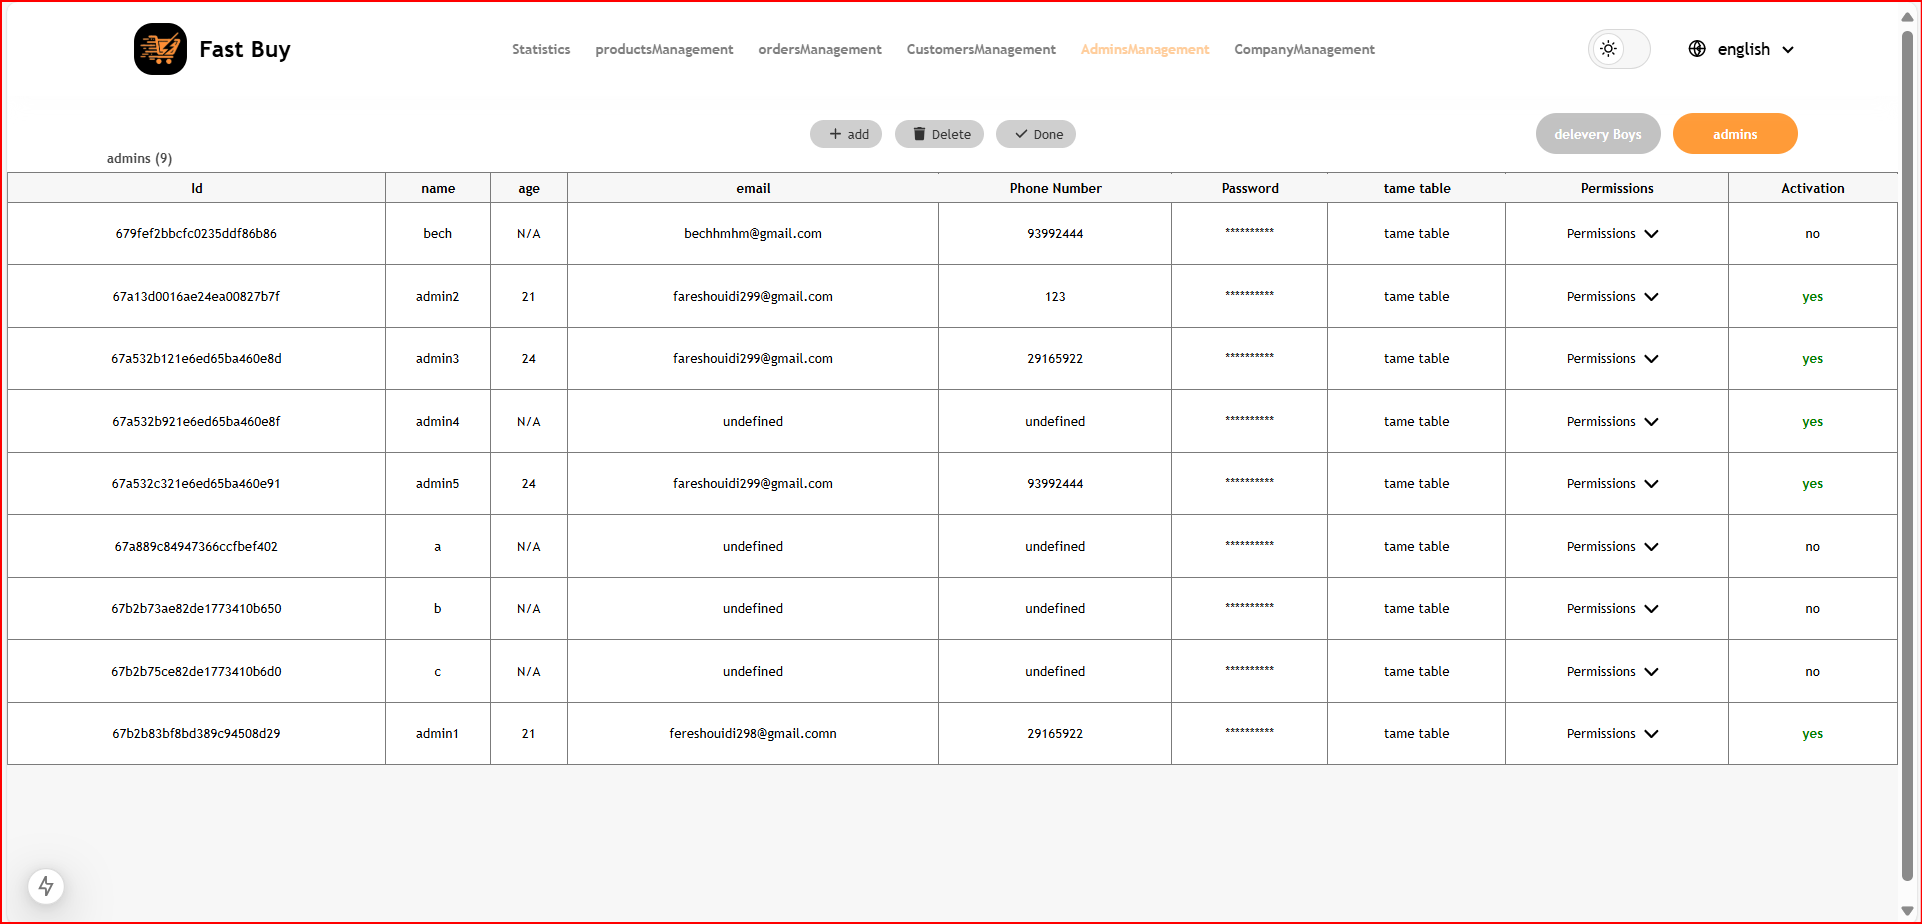 Fast Buy Statistics productsManagement ordersManagement CustomersManagement AdminsManagement CompanyManagement english
add Delete Done delevery Boys admins
admins (9)
Id name age email Phone Number Password tame table Permissions Activation
679fef2bbcfc0235ddf86b86 bech N/A bechhmhm@gmail.com 93992444 ********** tame table Permissions no
67a13d0016ae24ea00827b7f admin2 21 fareshouidi299@gmail.com 123 ********** tame table Permissions yes
67a532b121e6ed65ba460e8d admin3 24 fareshouidi299@gmail.com 29165922 ********** tame table Permissions yes
67a532b921e6ed65ba460e8f admin4 N/A undefined undefined ********** tame table Permissions yes
67a532c321e6ed65ba460e91 admin5 24 fareshouidi299@gmail.com 93992444 ********** tame table Permissions yes
67a889c84947366ccfbef402 a N/A undefined undefined ********** tame table Permissions no
67b2b73ae82de1773410b650 b N/A undefined undefined ********** tame table Permissions no
67b2b75ce82de1773410b6d0 c N/A undefined undefined ********** tame table Permissions no
67b2b83bf8bd389c94508d29 admin1 21 fereshouidi298@gmail.comn 29165922 ********** tame table Permissions yes